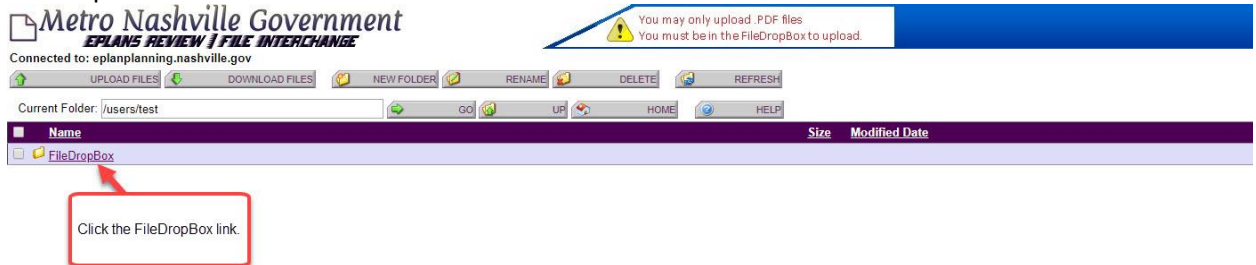 Metro Nashville Government
EPLANS REVIEW | FILE INTERCHANGE
You may only upload .PDF files
You must be in the FileDropBox to upload.
Connected to: eplanplanning.nashville.gov
UPLOAD FILES DOWNLOAD FILES NEW FOLDER RENAME DELETE REFRESH
Current Folder: /users/test GO UP HOME HELP
Name Size Modified Date
FileDropBox
Click the FileDropBox link.